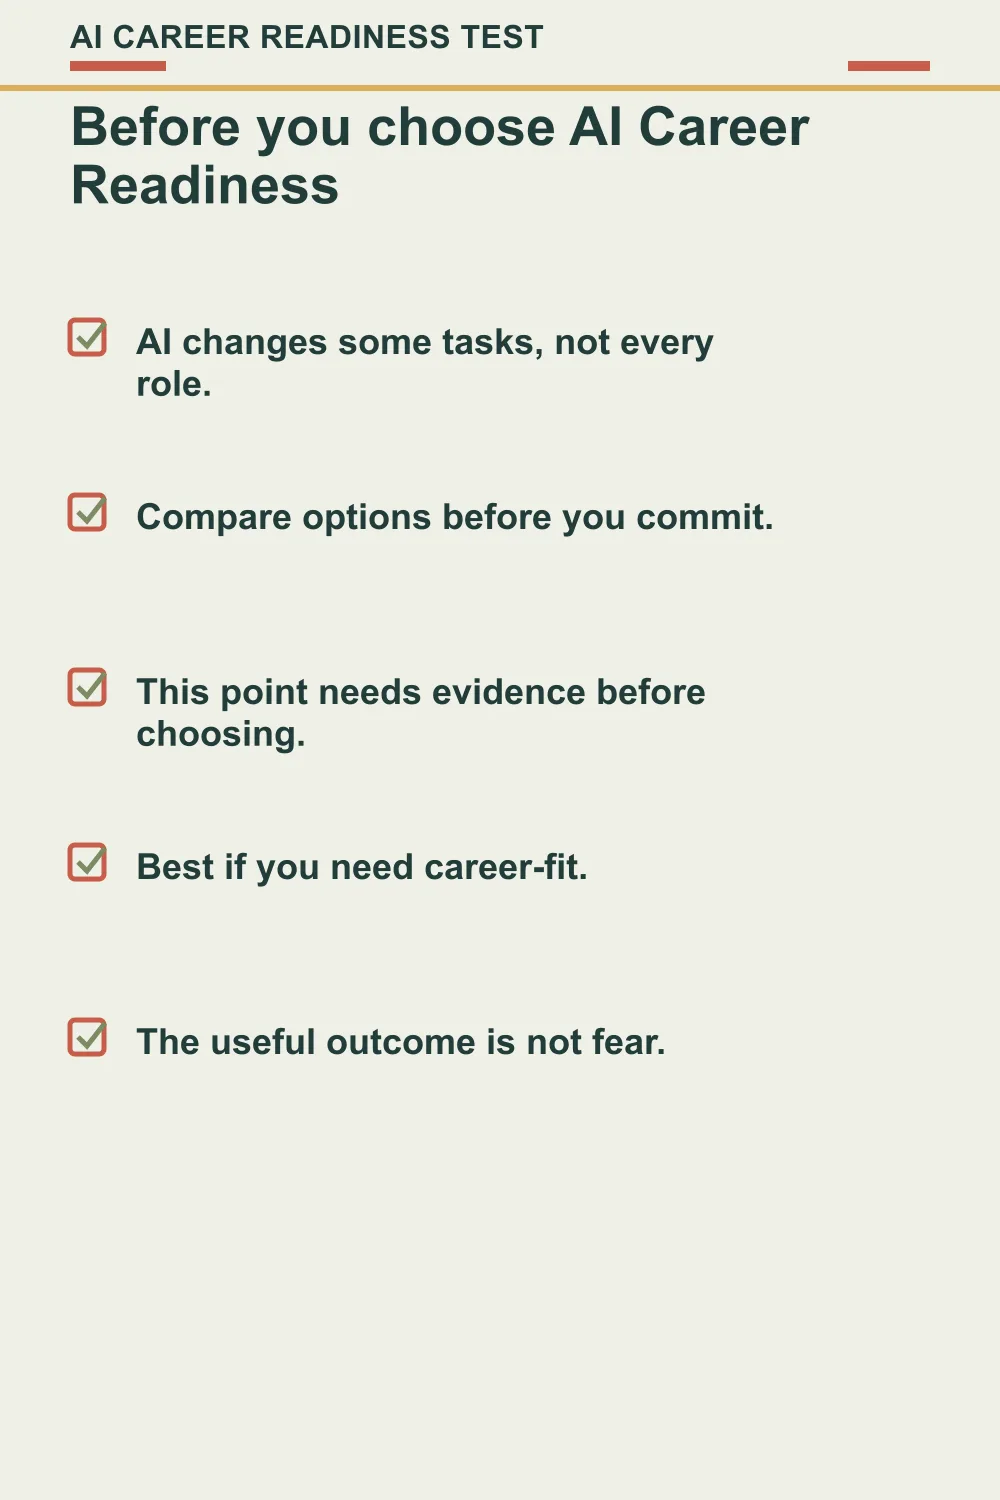 AI CAREER READINESS TEST
Before you choose AI Career
Readiness
AI changes some tasks, not every
role.
Compare options before you commit.
This point needs evidence before
choosing.
Best if you need career-fit.
The useful outcome is not fear.